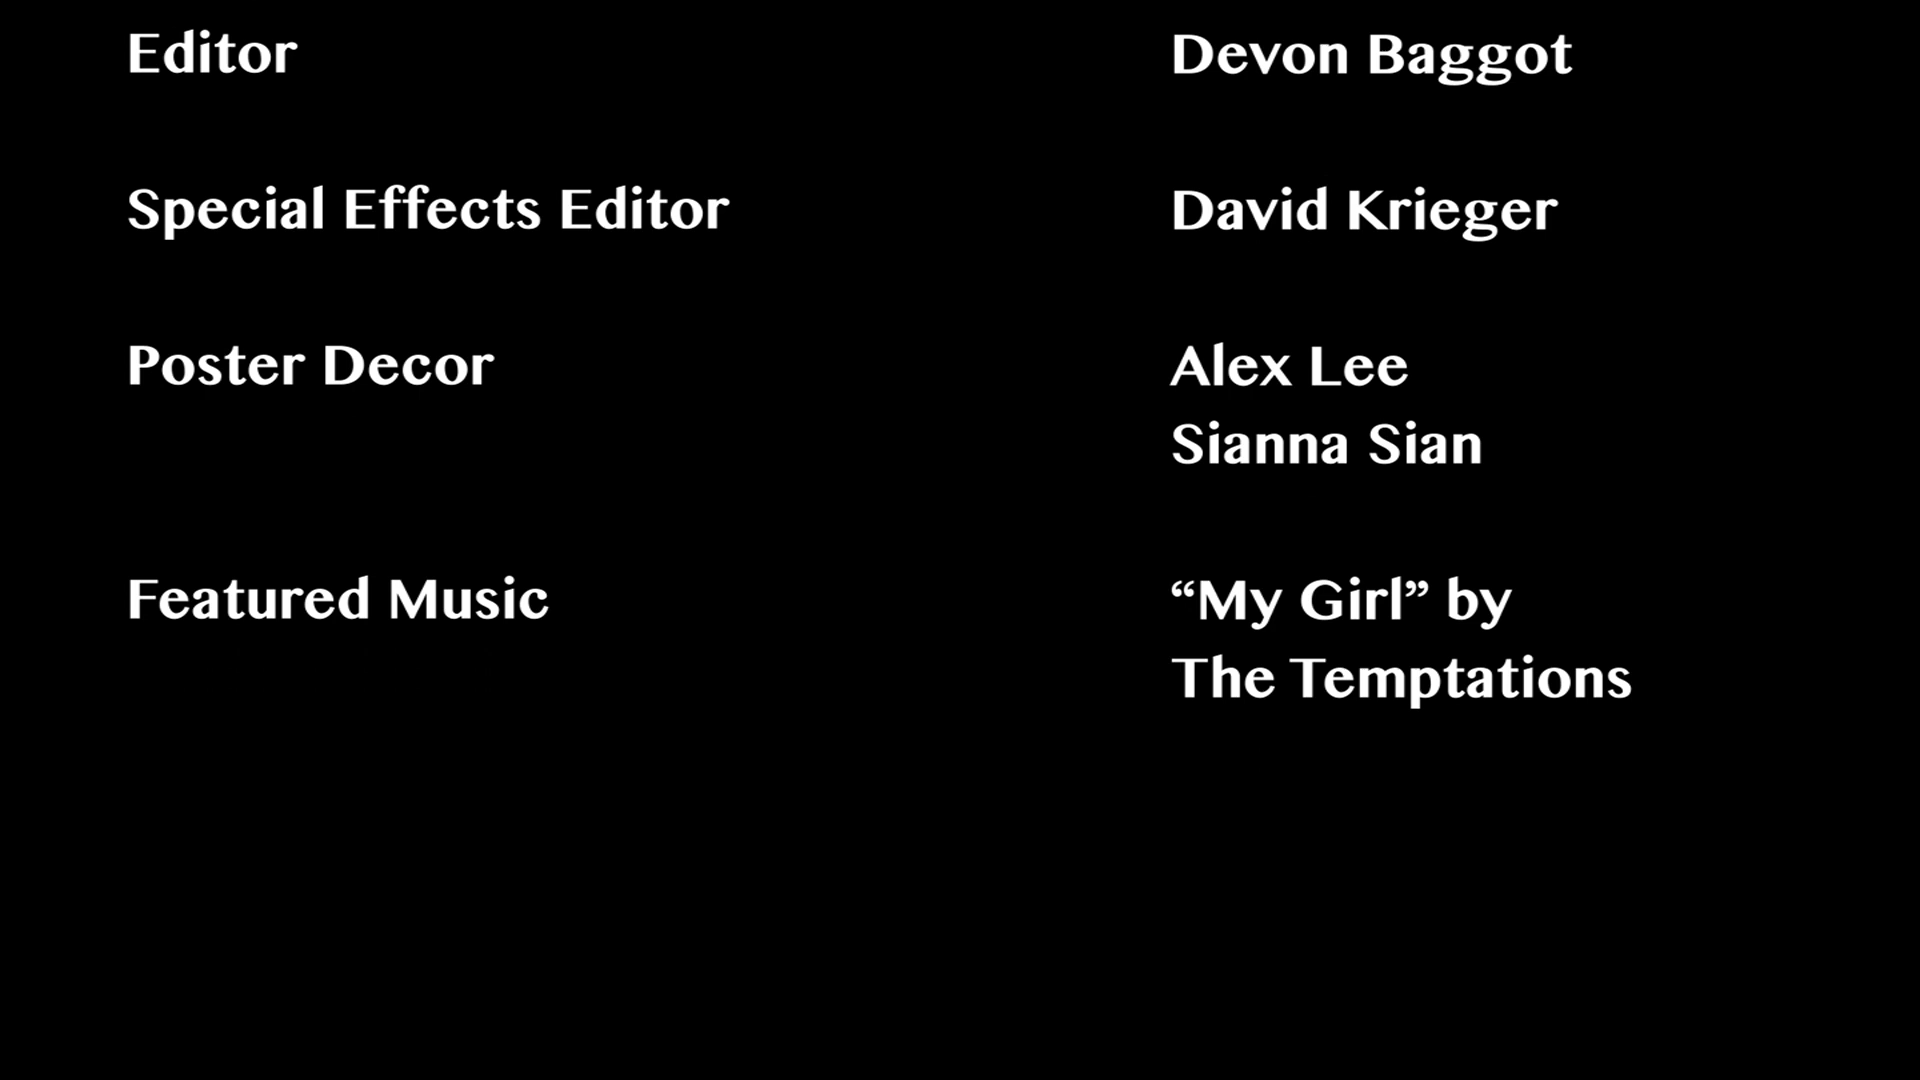 Editor Devon Baggot
Special Effects Editor David Krieger
Poster Decor Alex Lee
Sianna Sian
Featured Music “My Girl” by
The Temptations